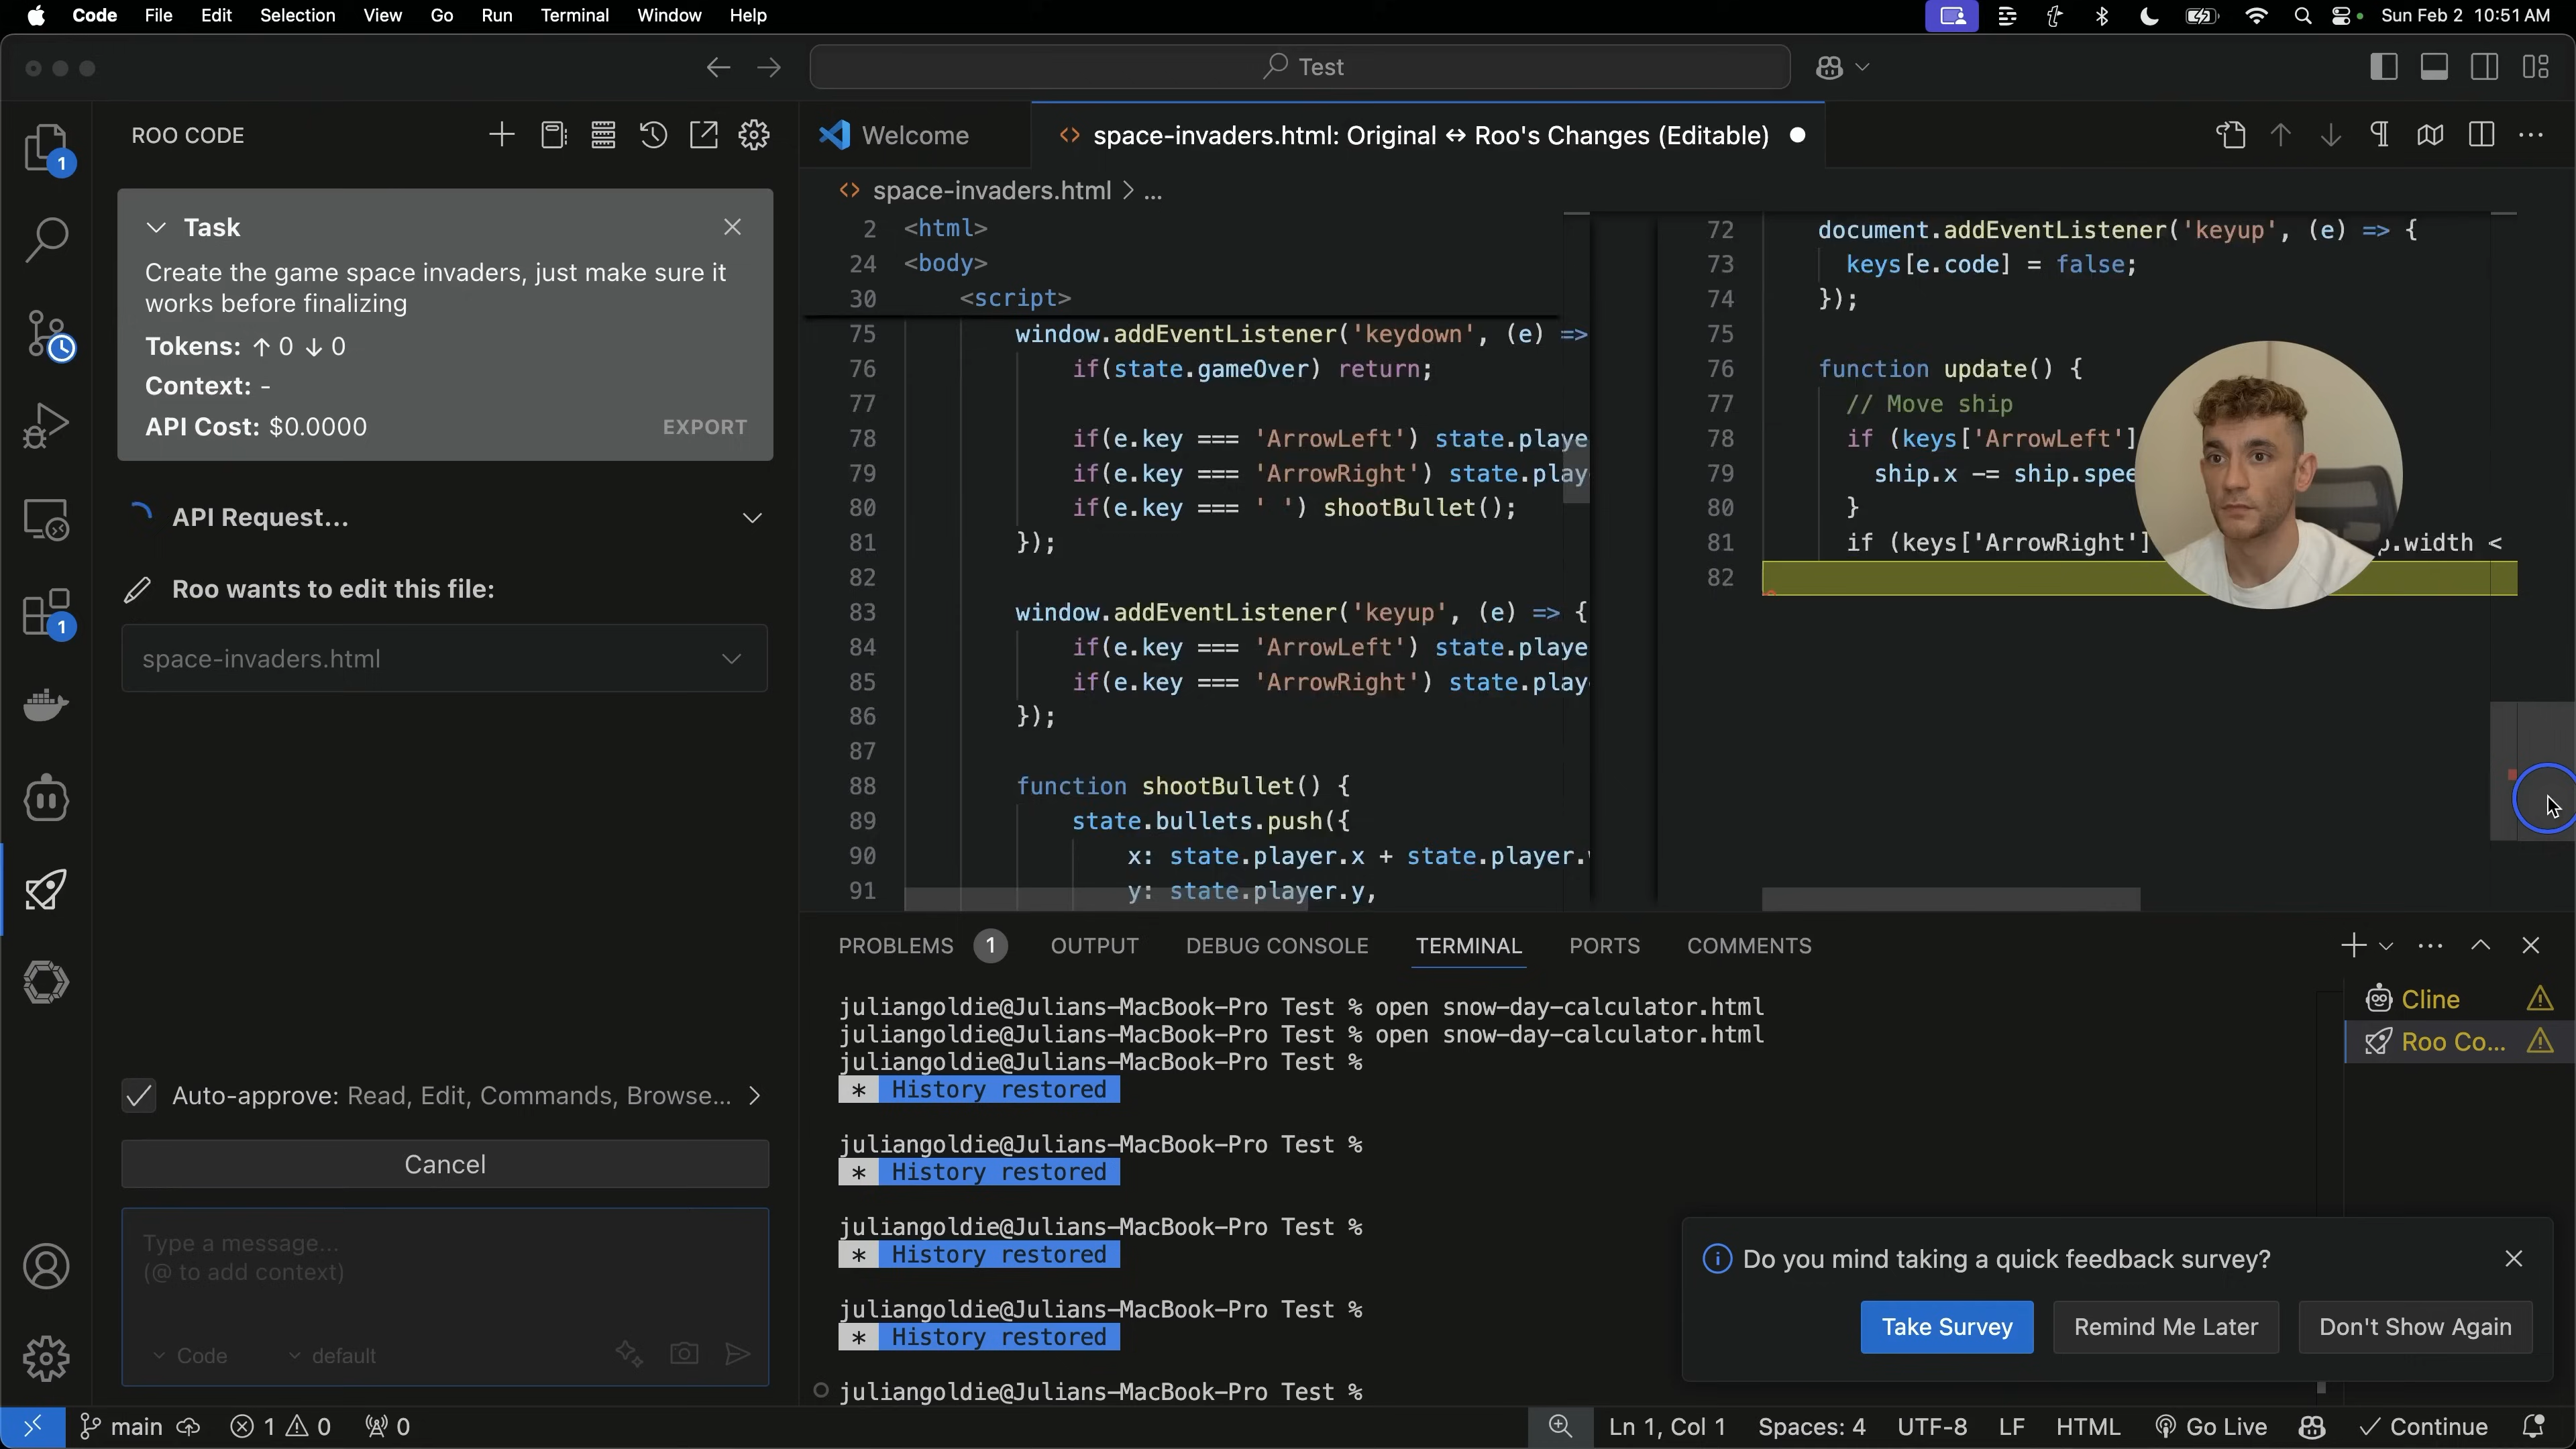 Code File Edit Selection View Go Run Terminal Window Help
Sun Feb 2 10:51 AM
Test
ROO CODE
Welcome
space-invaders.html: Original ↔ Roo's Changes (Editable)
space-invaders.html > ...
Task
Create the game space invaders, just make sure it
works before finalizing
Tokens: ↑ 0 ↓ 0
Context: -
API Cost: $0.0000
EXPORT
API Request...
Roo wants to edit this file:
space-invaders.html
Auto-approve: Read, Edit, Commands, Browse...
Cancel
Type a message...
(@ to add context)
Code default
1
1
2 <html>
24 <body>
30 <script>
75 window.addEventListener('keydown', (e) =>
76 if(state.gameOver) return;
77
78 if(e.key === 'ArrowLeft') state.playe
79 if(e.key === 'ArrowRight') state.play
80 if(e.key === ' ') shootBullet();
81 });
82
83 window.addEventListener('keyup', (e) => {
84 if(e.key === 'ArrowLeft') state.playe
85 if(e.key === 'ArrowRight') state.play
86 });
87
88 function shootBullet() {
89 state.bullets.push({
90 x: state.player.x + state.player.
91 y: state.player.y,
72 document.addEventListener('keyup', (e) => {
73 keys[e.code] = false;
74 });
75
76 function update() {
77 // Move ship
78 if (keys['ArrowLeft']
79 ship.x -= ship.spee
80 }
81 if (keys['ArrowRight'] p.width <
82
PROBLEMS 1 OUTPUT DEBUG CONSOLE TERMINAL PORTS COMMENTS
juliangoldie@Julians-MacBook-Pro Test % open snow-day-calculator.html
juliangoldie@Julians-MacBook-Pro Test % open snow-day-calculator.html
juliangoldie@Julians-MacBook-Pro Test %
* History restored
juliangoldie@Julians-MacBook-Pro Test %
* History restored
juliangoldie@Julians-MacBook-Pro Test %
* History restored
juliangoldie@Julians-MacBook-Pro Test %
* History restored
juliangoldie@Julians-MacBook-Pro Test %
Cline
Roo Co...
Do you mind taking a quick feedback survey?
Take Survey Remind Me Later Don't Show Again
main 1 0 0
Ln 1, Col 1 Spaces: 4 UTF-8 LF HTML Go Live Continue